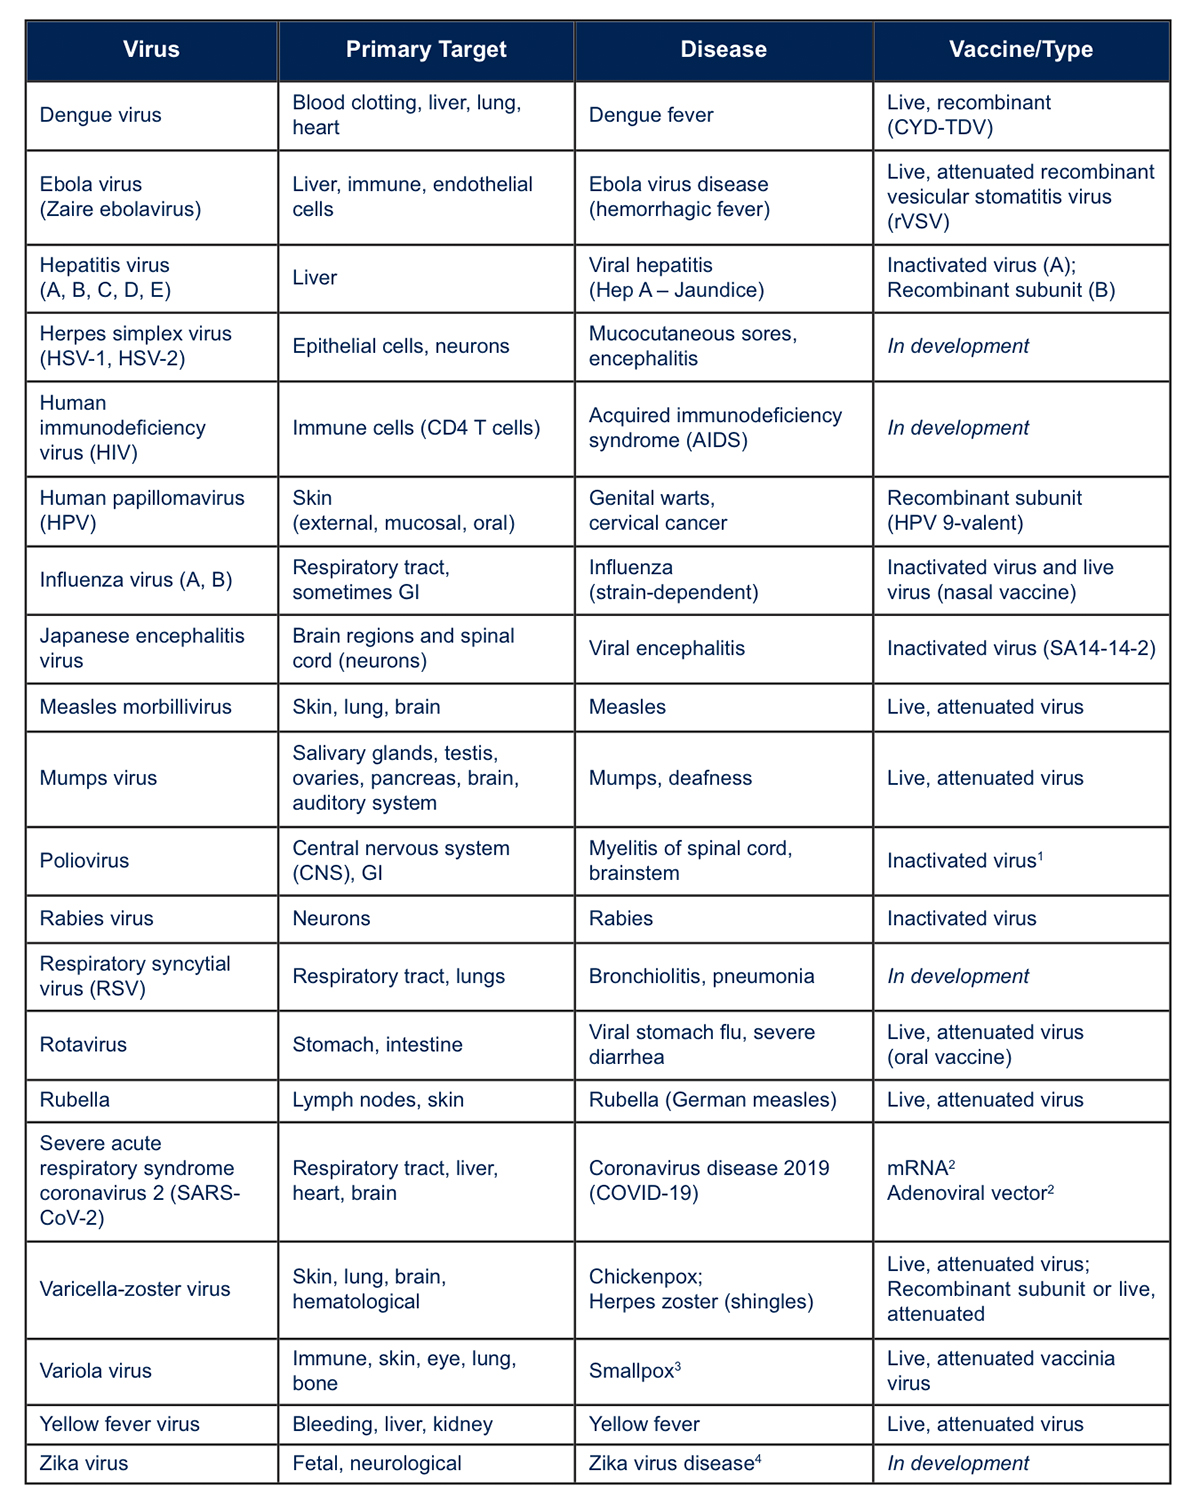 Virus
Primary Target
Disease
Vaccine/Type
Dengue virus
Blood clotting, liver, lung,
heart
Dengue fever
Live, recombinant
(CYD-TDV)
Ebola virus
(Zaire ebolavirus)
Liver, immune, endothelial
cells
Ebola virus disease
(hemorrhagic fever)
Live, attenuated recombinant
vesicular stomatitis virus
(rVSV)
Hepatitis virus
(A, B, C, D, E)
Liver
Viral hepatitis
(Hep A – Jaundice)
Inactivated virus (A);
Recombinant subunit (B)
Herpes simplex virus
(HSV-1, HSV-2)
Epithelial cells, neurons
Mucocutaneous sores,
encephalitis
In development
Human
immunodeficiency
virus (HIV)
Immune cells (CD4 T cells)
Acquired immunodeficiency
syndrome (AIDS)
In development
Human papillomavirus
(HPV)
Skin
(external, mucosal, oral)
Genital warts,
cervical cancer
Recombinant subunit
(HPV 9-valent)
Influenza virus (A, B)
Respiratory tract,
sometimes GI
Influenza
(strain-dependent)
Inactivated virus and live
virus (nasal vaccine)
Japanese encephalitis
virus
Brain regions and spinal
cord (neurons)
Viral encephalitis
Inactivated virus (SA14-14-2)
Measles morbillivirus
Skin, lung, brain
Measles
Live, attenuated virus
Mumps virus
Salivary glands, testis,
ovaries, pancreas, brain,
auditory system
Mumps, deafness
Live, attenuated virus
Poliovirus
Central nervous system
(CNS), GI
Myelitis of spinal cord,
brainstem
Inactivated virus¹
Rabies virus
Neurons
Rabies
Inactivated virus
Respiratory syncytial
virus (RSV)
Respiratory tract, lungs
Bronchiolitis, pneumonia
In development
Rotavirus
Stomach, intestine
Viral stomach flu, severe
diarrhea
Live, attenuated virus
(oral vaccine)
Rubella
Lymph nodes, skin
Rubella (German measles)
Live, attenuated virus
Severe acute
respiratory syndrome
coronavirus 2 (SARS-
CoV-2)
Respiratory tract, liver,
heart, brain
Coronavirus disease 2019
(COVID-19)
mRNA²
Adenoviral vector²
Varicella-zoster virus
Skin, lung, brain,
hematological
Chickenpox;
Herpes zoster (shingles)
Live, attenuated virus;
Recombinant subunit or live,
attenuated
Variola virus
Immune, skin, eye, lung,
bone
Smallpox³
Live, attenuated vaccinia
virus
Yellow fever virus
Bleeding, liver, kidney
Yellow fever
Live, attenuated virus
Zika virus
Fetal, neurological
Zika virus disease⁴
In development